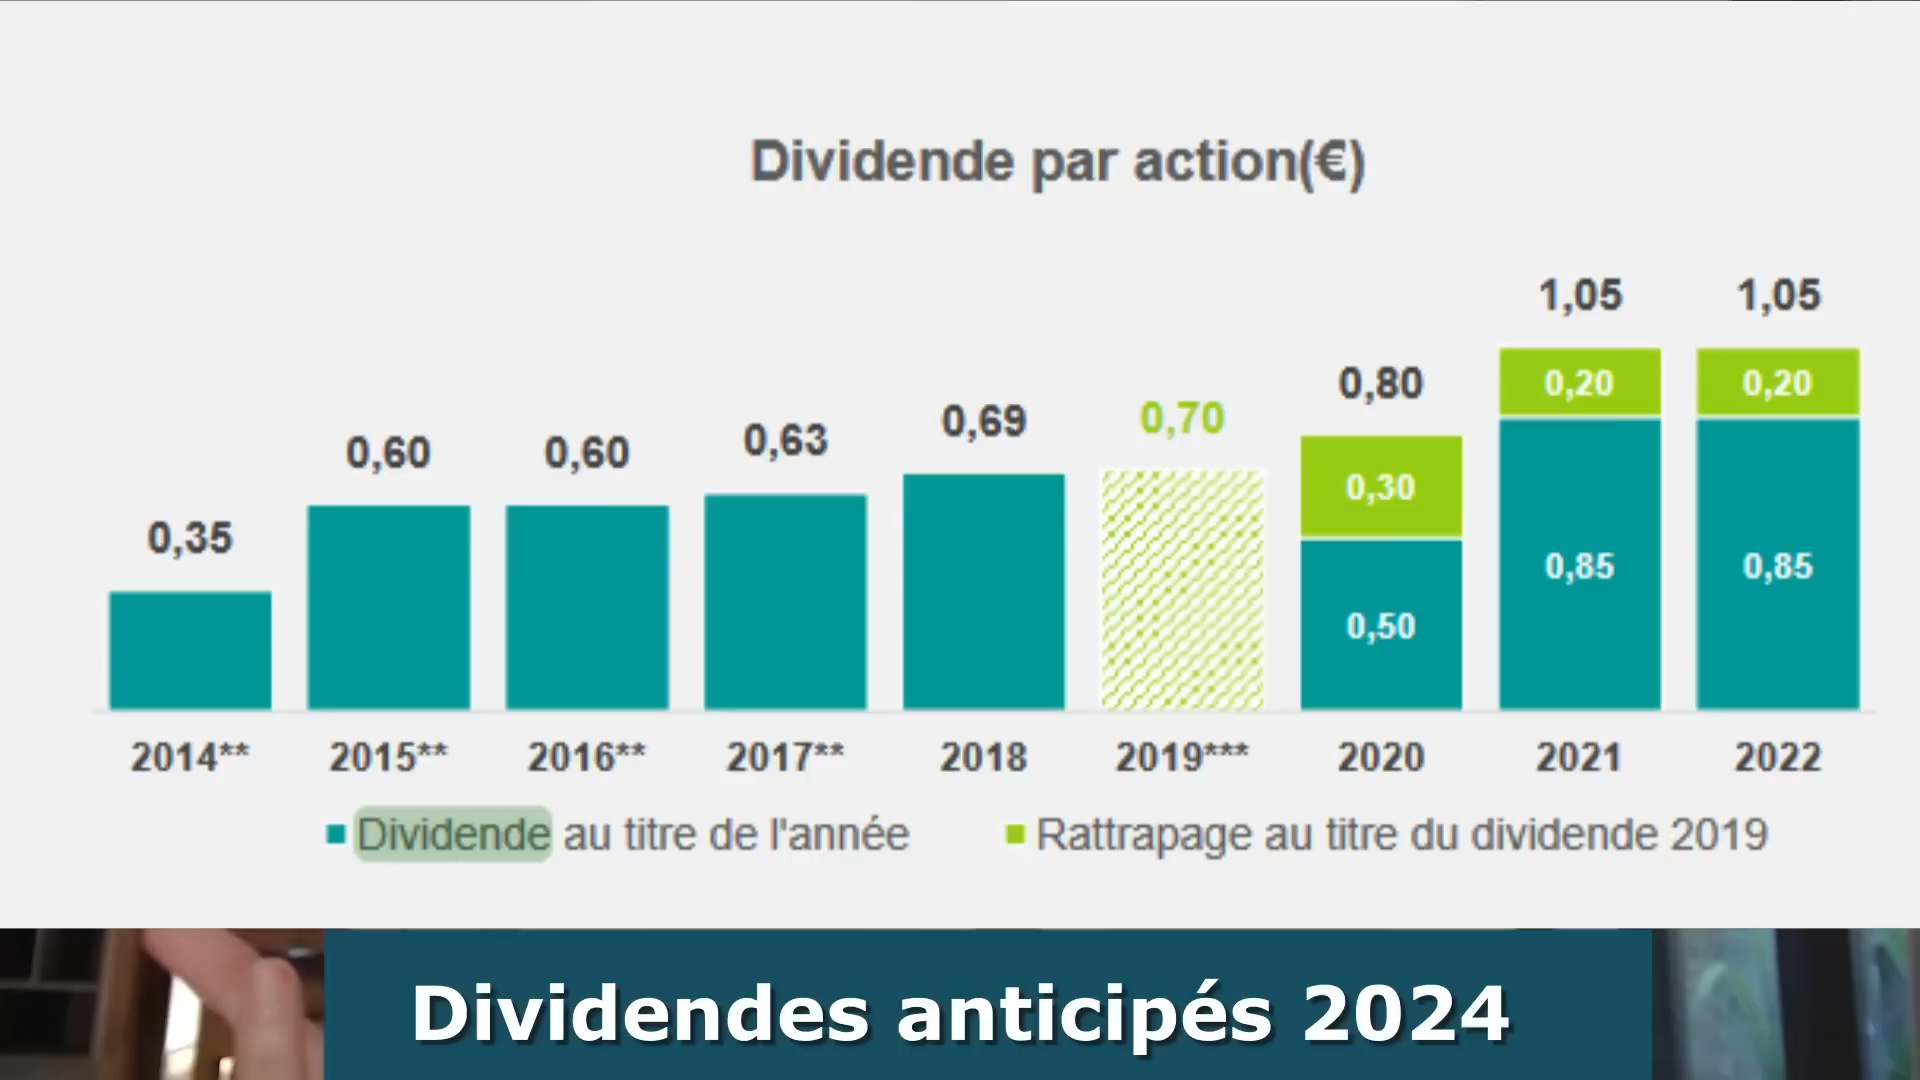 Dividende par action(€)
1,05 1,05
0,20 0,20
0,80
0,69 0,70
0,63
0,60 0,60
0,30
0,35
0,85 0,85
0,50
2014** 2015** 2016** 2017** 2018 2019*** 2020 2021 2022
Dividende au titre de l'année Rattrapage au titre du dividende 2019
Dividendes anticipés 2024